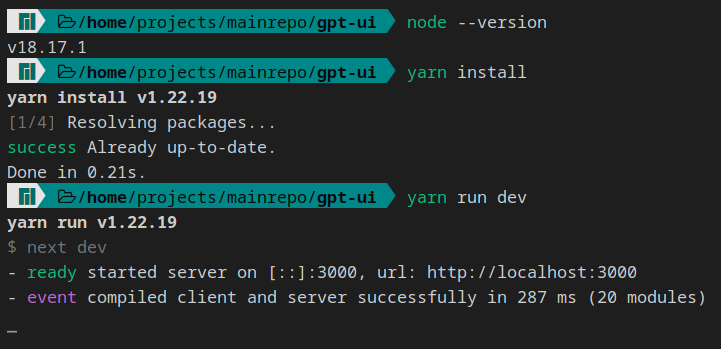 /home/projects/mainrepo/gpt-ui node --version
v18.17.1
/home/projects/mainrepo/gpt-ui yarn install
yarn install v1.22.19
[1/4] Resolving packages...
success Already up-to-date.
Done in 0.21s.
/home/projects/mainrepo/gpt-ui yarn run dev
yarn run v1.22.19
$ next dev
- ready started server on [::]:3000, url: http://localhost:3000
- event compiled client and server successfully in 287 ms (20 modules)